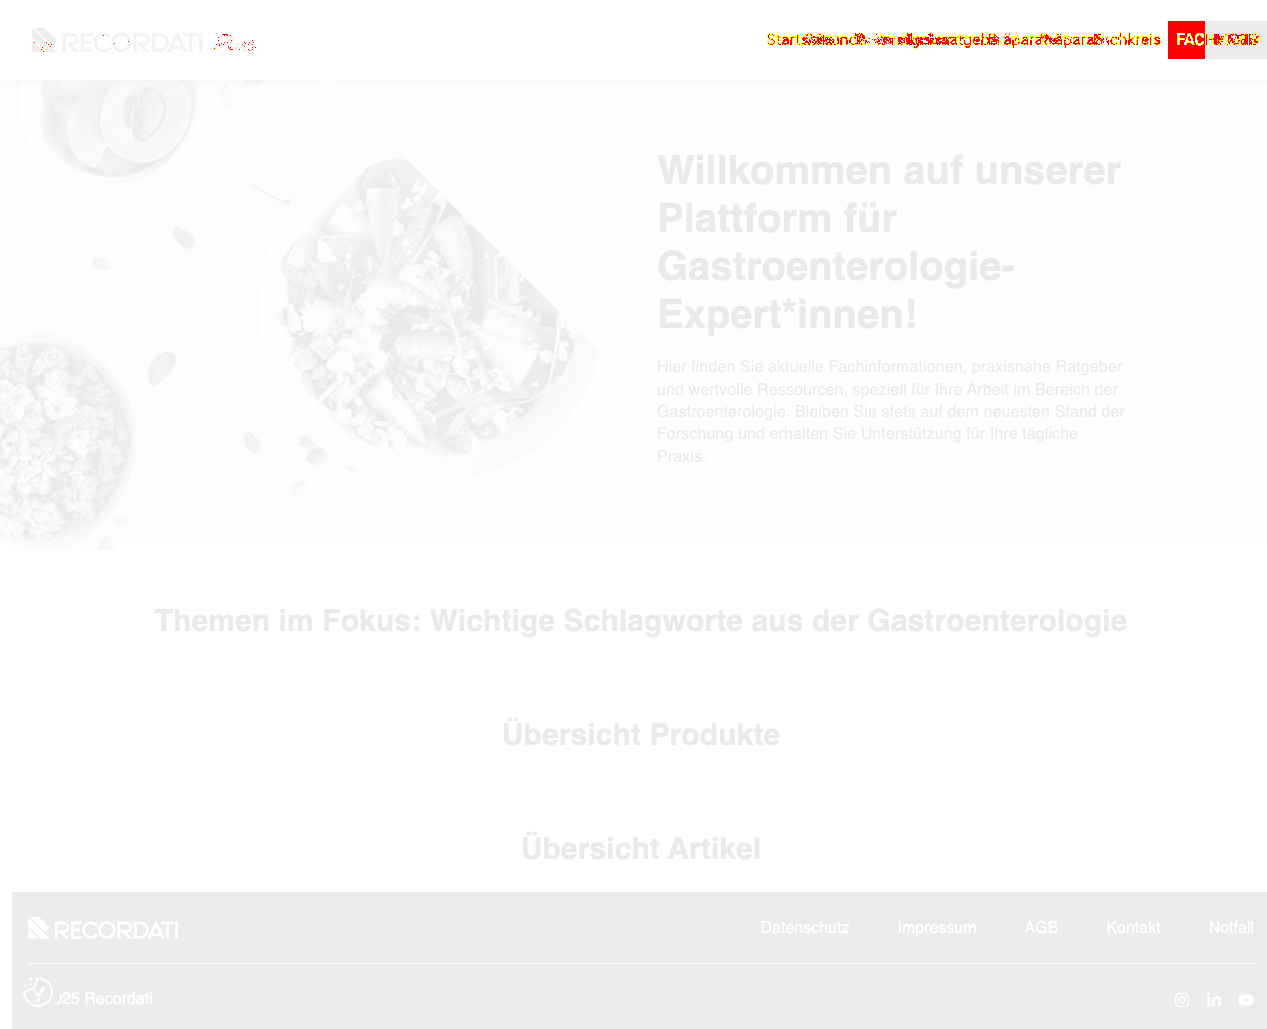 RECORDATI
Willkommen auf unserer
Plattform für
Gastroenterologie-
Expert*innen!
Hier finden Sie aktuelle Fachinformationen, praxisnahe Ratgeber
und wertvolle Ressourcen, speziell für Ihre Arbeit im Bereich der
Gastroenterologie. Bleiben Sie stets auf dem neuesten Stand der
Forschung und erhalten Sie Unterstützung für Ihre tägliche
Praxis.
Themen im Fokus: Wichtige Schlagworte aus der Gastroenterologie
Übersicht Produkte
Übersicht Artikel
RECORDATI
Datenschutz Impressum AGB Kontakt Notfall
25 Recordati